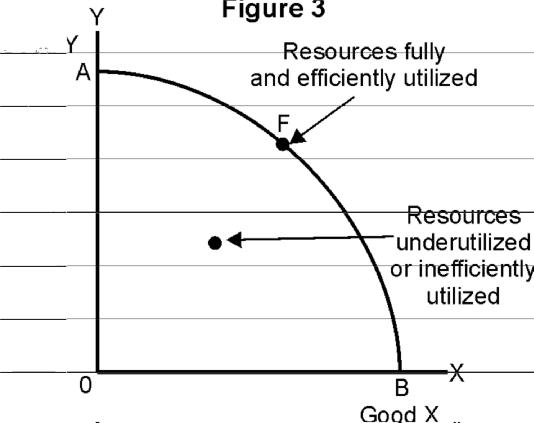 Figure 3
Y
Y
A
Resources fully
and efficiently utilized
F
Resources
underutilized
or inefficiently
utilized
0
B
X
Good X